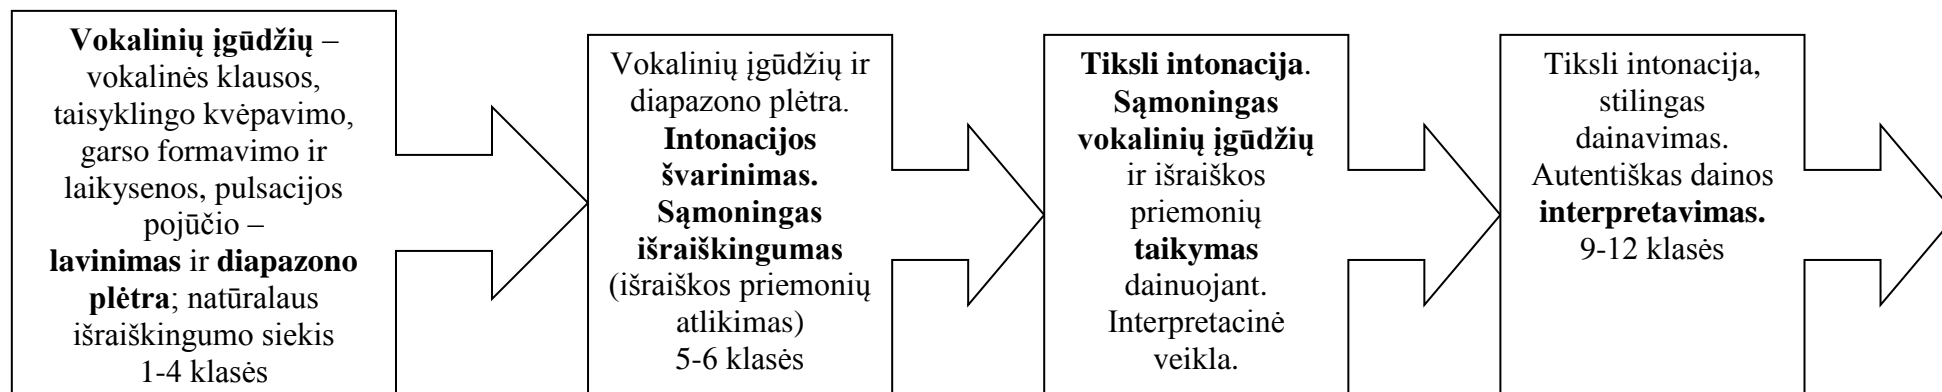 Vokalinių įgūdžių –
vokalinės klausos,
taisyklingo kvėpavimo,
garso formavimo ir
laikysenos, pulsacijos
pojūčio –
lavinimas ir diapazono
plėtra; natūralaus
išraiškingumo siekis
1-4 klasės
Vokalinių įgūdžių ir
diapazono plėtra.
Intonacijos
švarinimas.
Sąmoningas
išraiškingumas
(išraiškos priemonių
atlikimas)
5-6 klasės
Tiksli intonacija.
Sąmoningas
vokalinių įgūdžių
ir išraiškos
priemonių
taikymas
dainuojant.
Interpretacinė
veikla.
Tiksli intonacija,
stilingas
dainavimas.
Autentiškas dainos
interpretavimas.
9-12 klasės